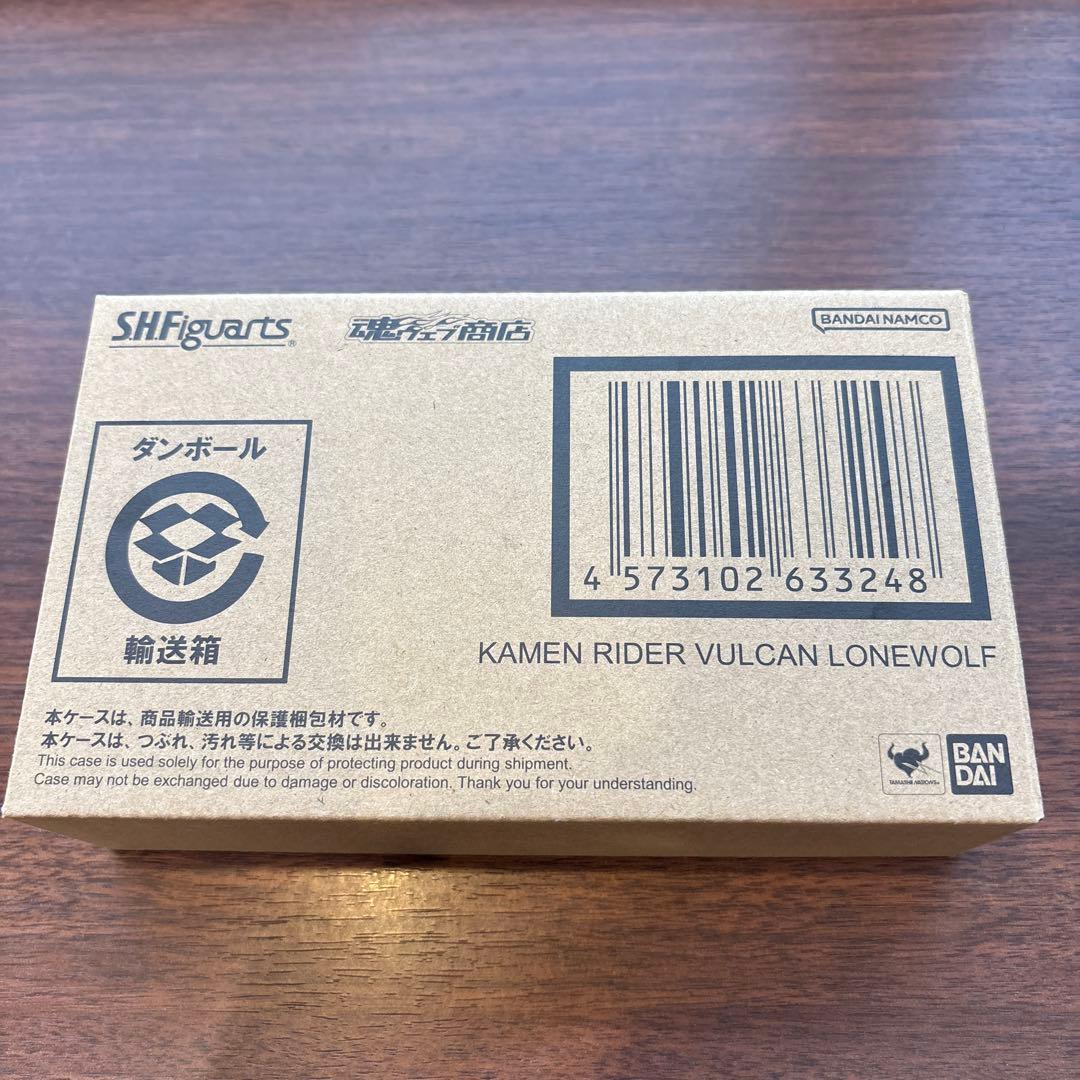 S.H.Figuarts®
魂ウェブ商店
BANDAI NAMCO
ダンボール
輸送箱
4 573102 633248
KAMEN RIDER VULCAN LONEWOLF
本ケースは、商品輸送用の保護梱包材です。
本ケースは、つぶれ、汚れ等による交換は出来ません。ご了承ください。
This case is used solely for the purpose of protecting product during shipment.
Case may not be exchanged due to damage or discoloration. Thank you for your understanding.
TAMASHII NATIONS
BAN
DAI